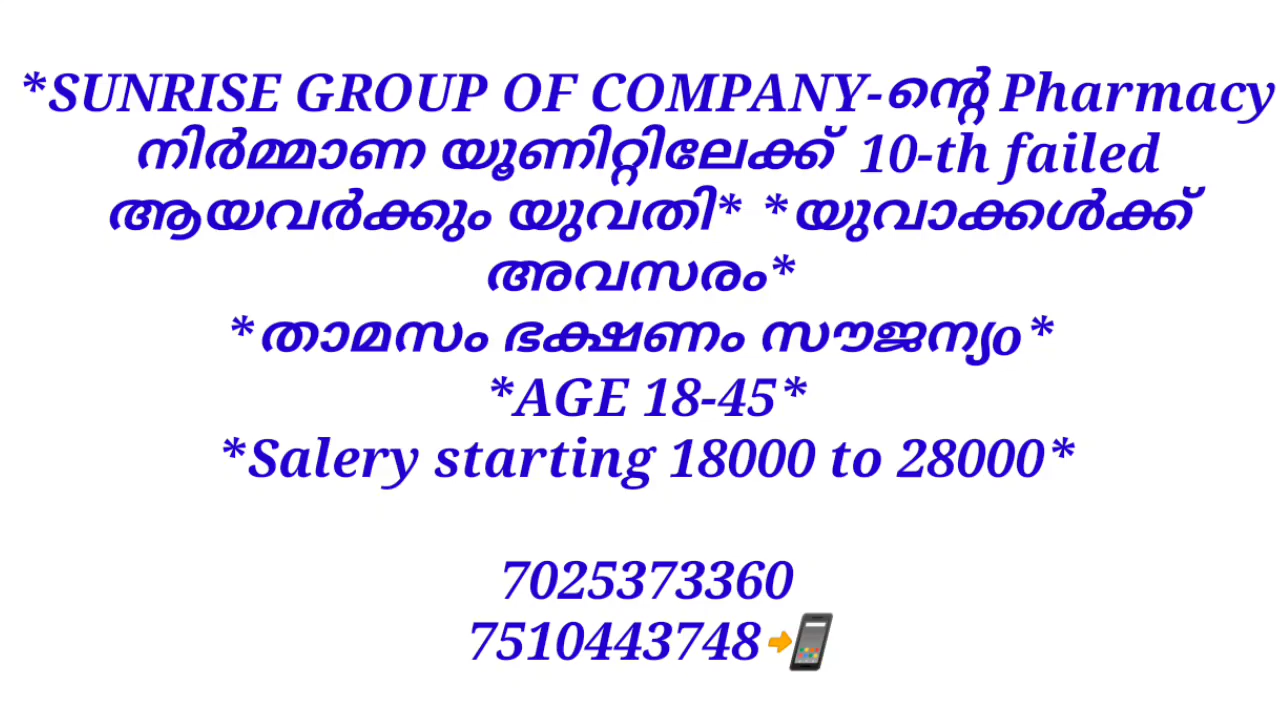 *SUNRISE GROUP OF COMPANY-ന്റെ Pharmacy
നിർമ്മാണ യൂണിറ്റിലേക്ക് 10-th failed
ആയവർക്കും യുവതി* *യുവാക്കൾക്ക്
അവസരം*
*താമസം ഭക്ഷണം സൗജന്യo*
*AGE 18-45*
*Salery starting 18000 to 28000*
7025373360
7510443748📲